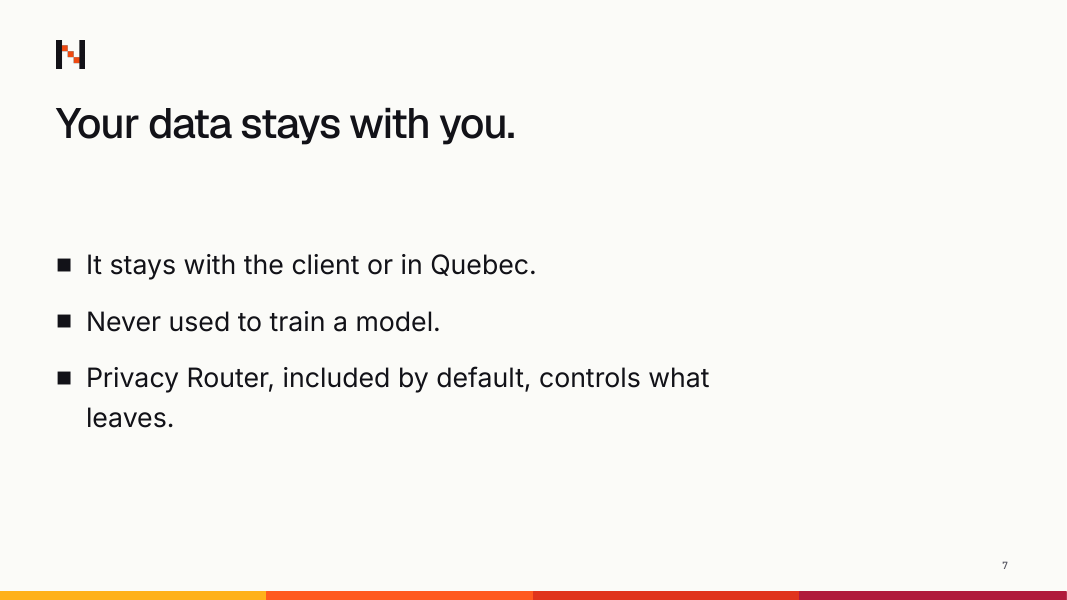 Your data stays with you.
It stays with the client or in Quebec.
Never used to train a model.
Privacy Router, included by default, controls what
leaves.
7